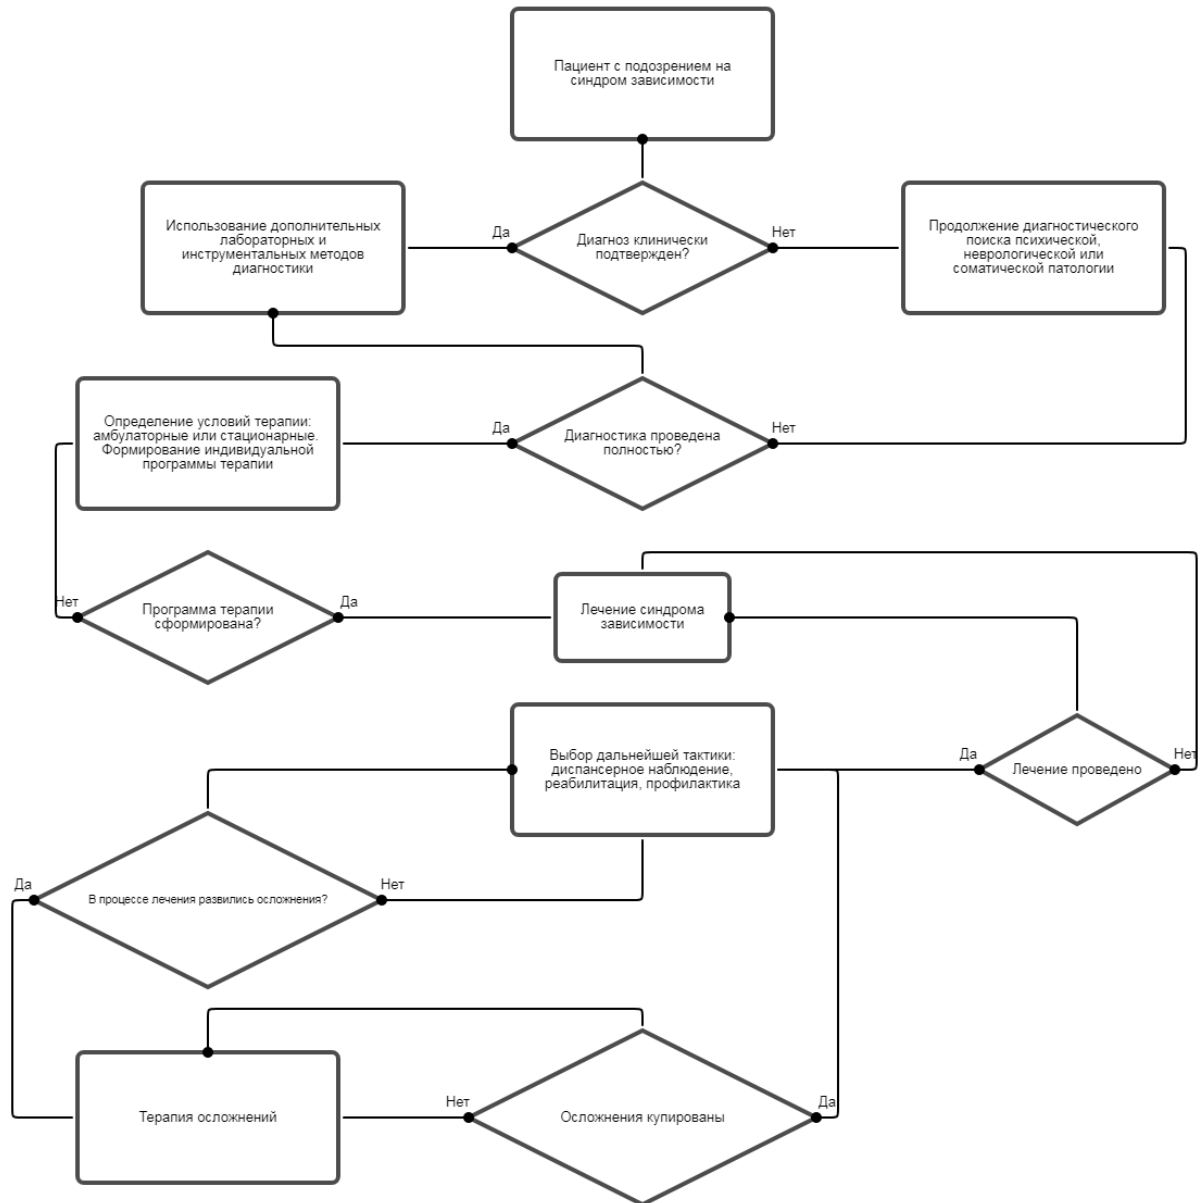 Пациент с подозрением на
синдром зависимости
Использование дополнительных
лабораторных и
инструментальных методов
диагностики
Да
Диагноз клинически
подтвержден?
Нет
Продолжение диагностического
поиска психической,
неврологической или
соматической патологии
Определение условий терапии:
амбулаторные или стационарные.
Формирование индивидуальной
программы терапии
Да
Диагностика проведена
полностью?
Нет
Нет
Программа терапии
сформирована?
Да
Лечение синдрома
зависимости
Выбор дальнейшей тактики:
диспансерное наблюдение,
реабилитация, профилактика
Да
Лечение проведено
Нет
Да
В процессе лечения развились осложнения?
Нет
Терапия осложнений
Нет
Осложнения купированы
Да